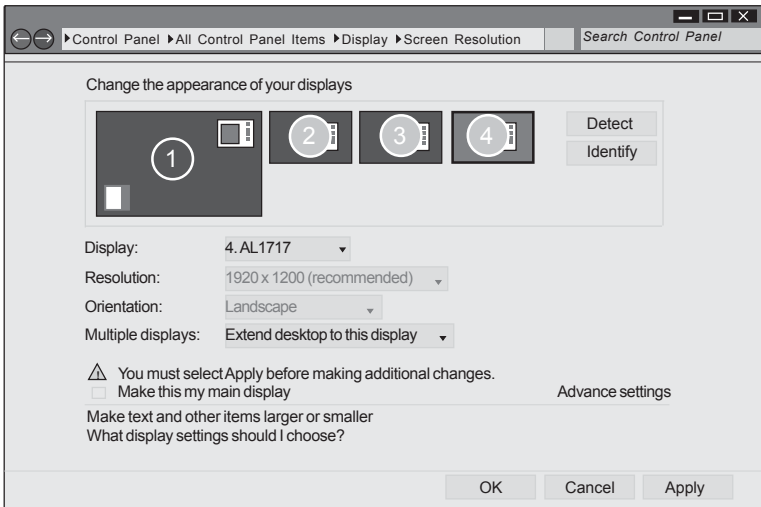 Control Panel All Control Panel Items Display Screen Resolution Search Control Panel
Change the appearance of your displays
1 2 3 4 Detect
Identify
Display: 4. AL1717
Resolution: 1920 x 1200 (recommended)
Orientation: Landscape
Multiple displays: Extend desktop to this display
You must select Apply before making additional changes.
Make this my main display Advance settings
Make text and other items larger or smaller
What display settings should I choose?
OK Cancel Apply